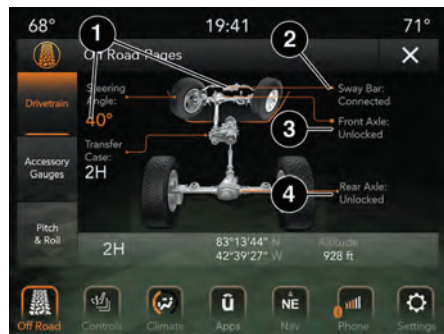 68°
19:41
71°
1
Off Road Pages
2
Steering
Angle:
40°
Sway Bar:
Connected
Drivetrain
3
Front Axle:
Unlocked
Transfer
Case:
2H
Accessory
Gauges
4
Rear Axle:
Unlocked
Pitch
& Roll
2H
83°13'44" N
42°39'27" W
Altitude
928 ft
NE
Off Road
Controls
Climate
Apps
Nav
Phone
Settings